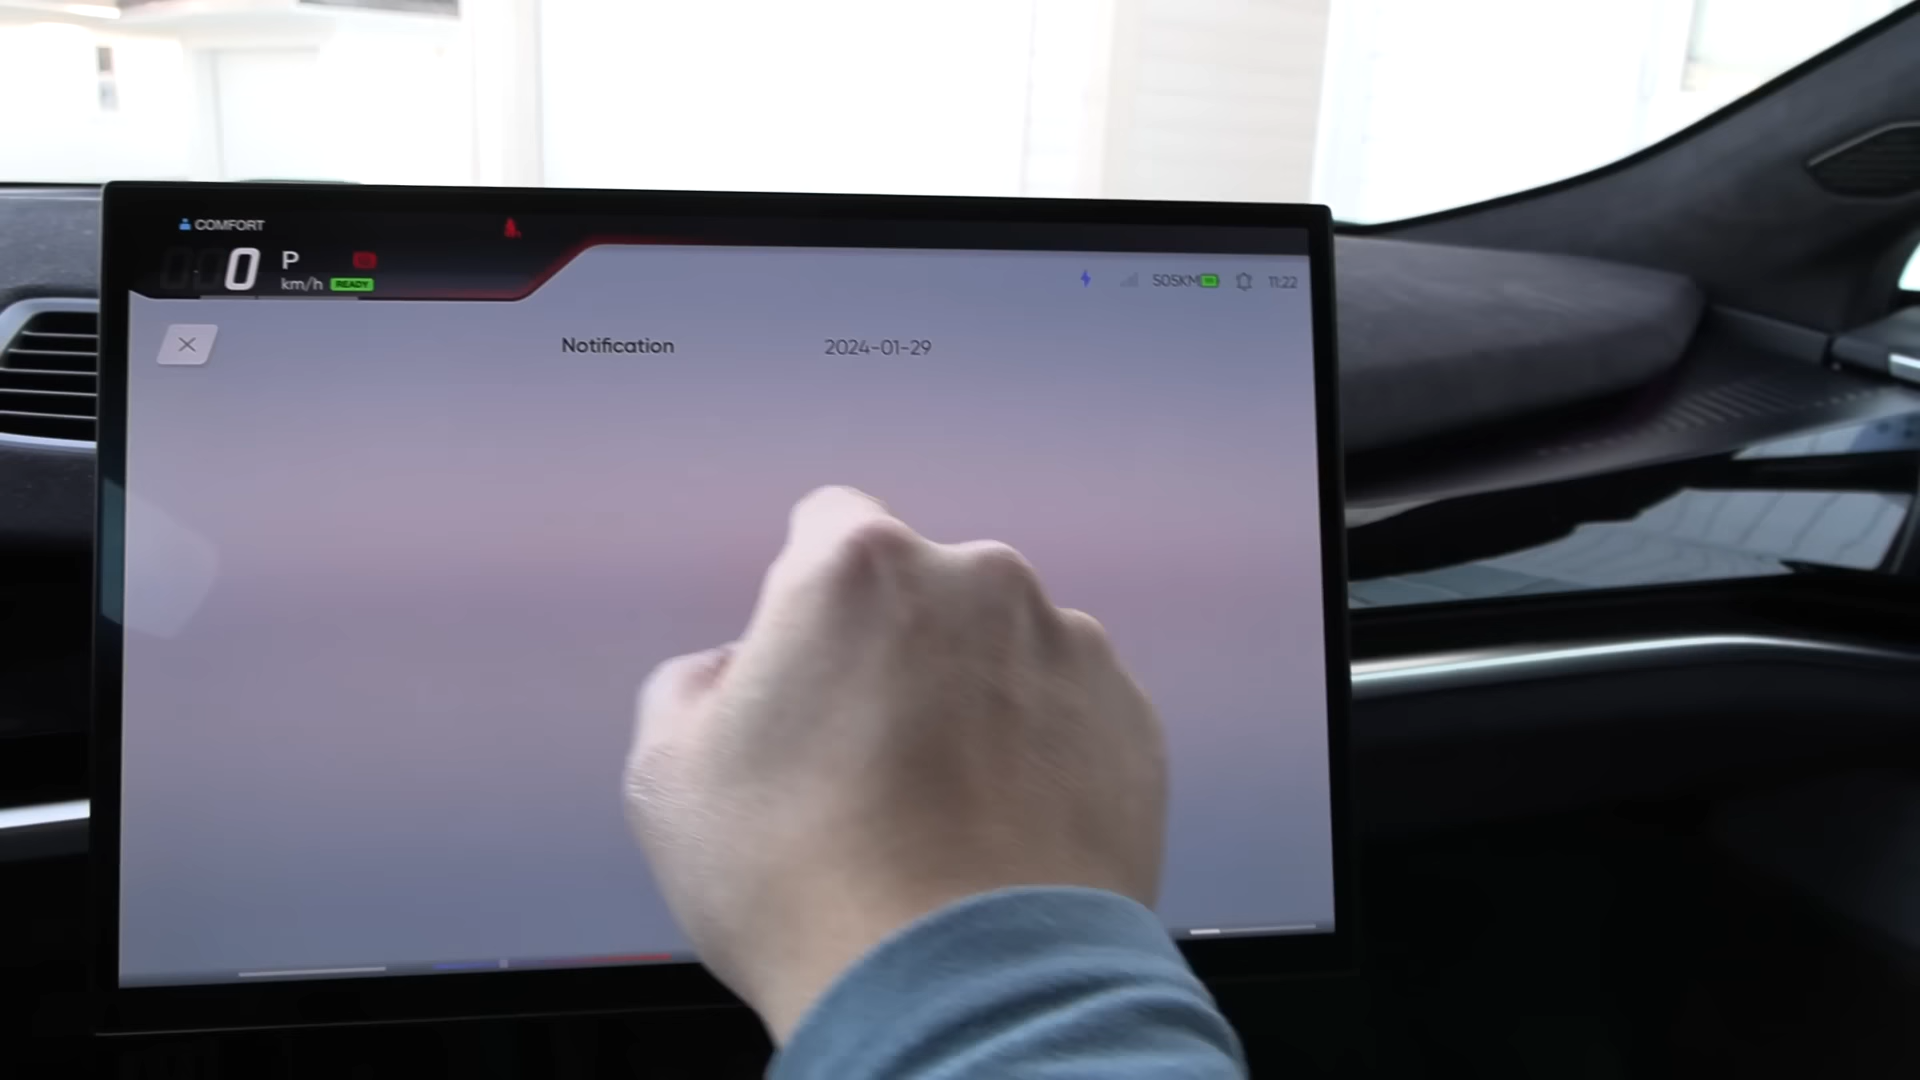 COMFORT
0 P
km/h READY
505KM 11:22
Notification 2024-01-29